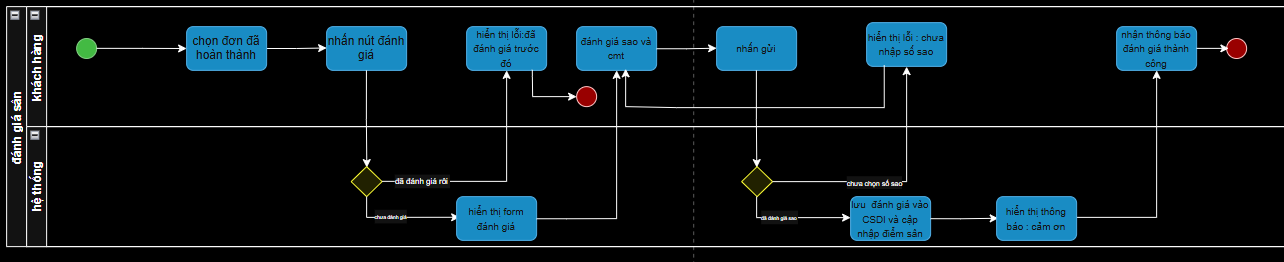 đánh giá sân
khách hàng
chọn đơn đã
hoàn thành
nhấn nút đánh
giá
hiển thị lỗi:đã
đánh giá trước
đó
đánh giá sao và
cmt
nhấn gửi
hiển thị lỗi : chưa
nhập số sao
nhận thông báo
đánh giá thành
công
hệ thống
đã đánh giá rồi
chưa đánh giá
hiển thị form
đánh giá
chưa chọn số sao
đã đánh giá sao
lưu đánh giá vào
CSDl và cập
nhập điểm sân
hiển thị thông
báo : cảm ơn